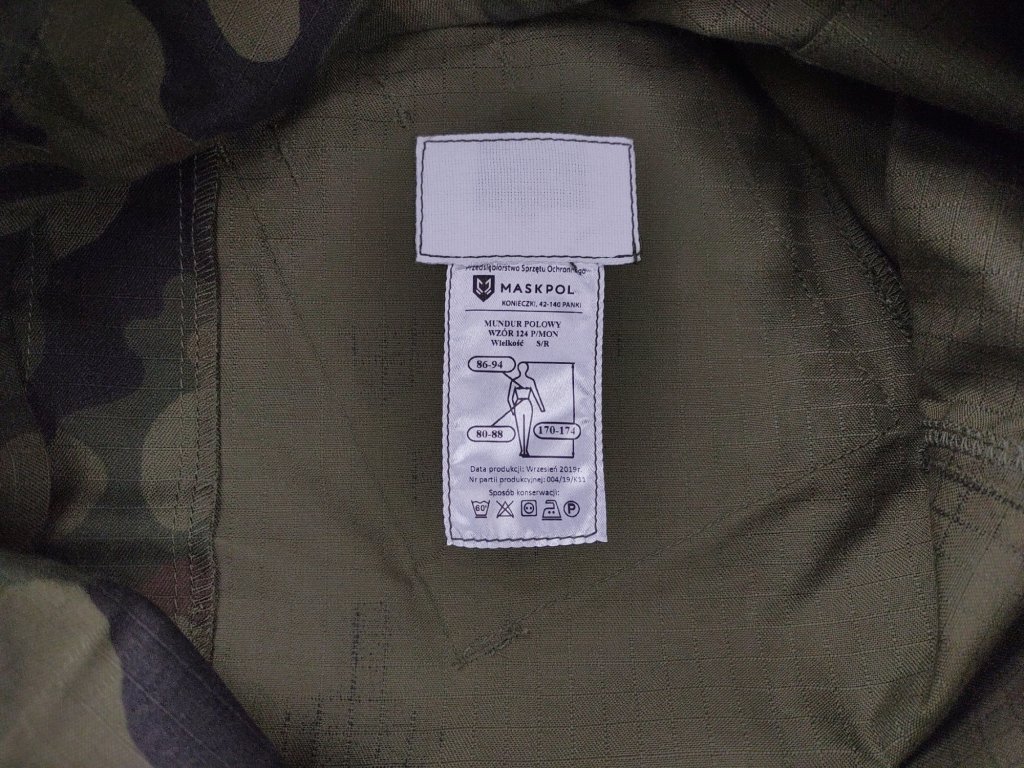 Przedsiębiorstwo Sprzętu Ochronnego
MASKPOL
KONIECZKI, 42-140 PANKI
MUNDUR POLOWY
WZÓR 124 P/MON
Wielkość S/R
86-94
80-88
170-174
Data produkcji: Wrzesień 2019r.
Nr partii produkcyjnej: 004/19/K11
Sposób konserwacji:
60°
P